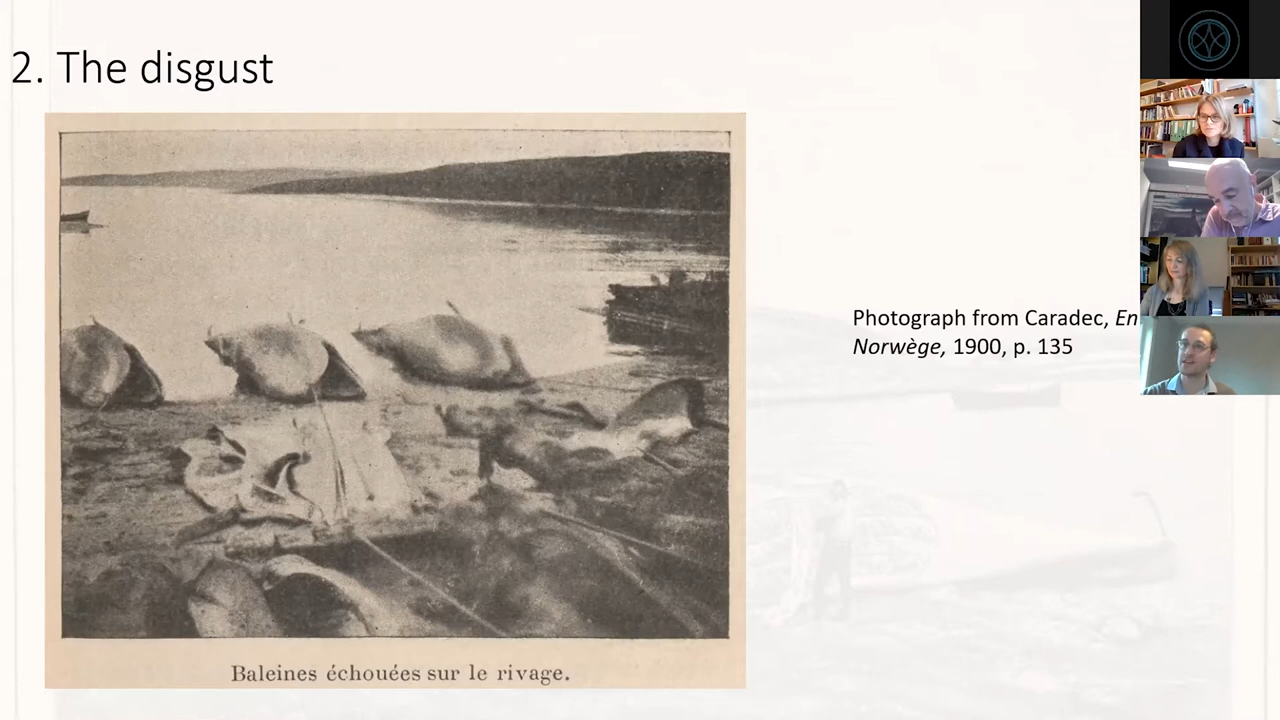 2. The disgust
Photograph from Caradec, En
Norwège, 1900, p. 135
Baleines échouées sur le rivage.